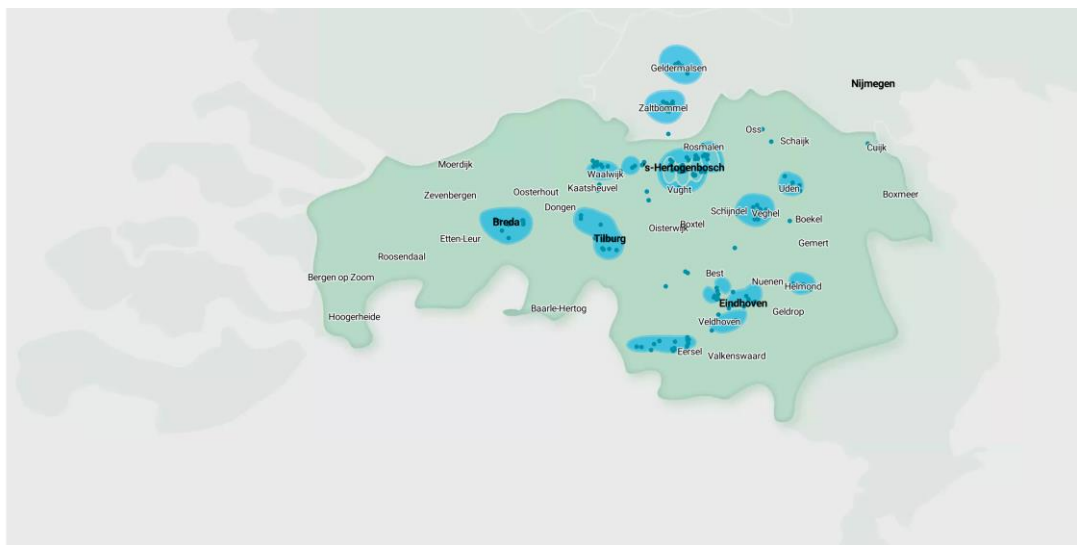 Geldermalsen
Nijmegen
Zaltbommel
Oss
Schaijk
Rosmalen
Cuijk
Moerdijk
's-Hertogenbosch
Waalwijk
Kaatsheuvel
Vught
Uden
Zevenbergen
Oosterhout
Boxmeer
Dongen
Schijndel
Veghel
Breda
Boekel
Oisterwijk
Boxtel
Etten-Leur
Tilburg
Gemert
Roosendaal
Bergen op Zoom
Best
Nuenen
Helmond
Eindhoven
Baarle-Hertog
Geldrop
Hoogerheide
Veldhoven
Eersel
Valkenswaard